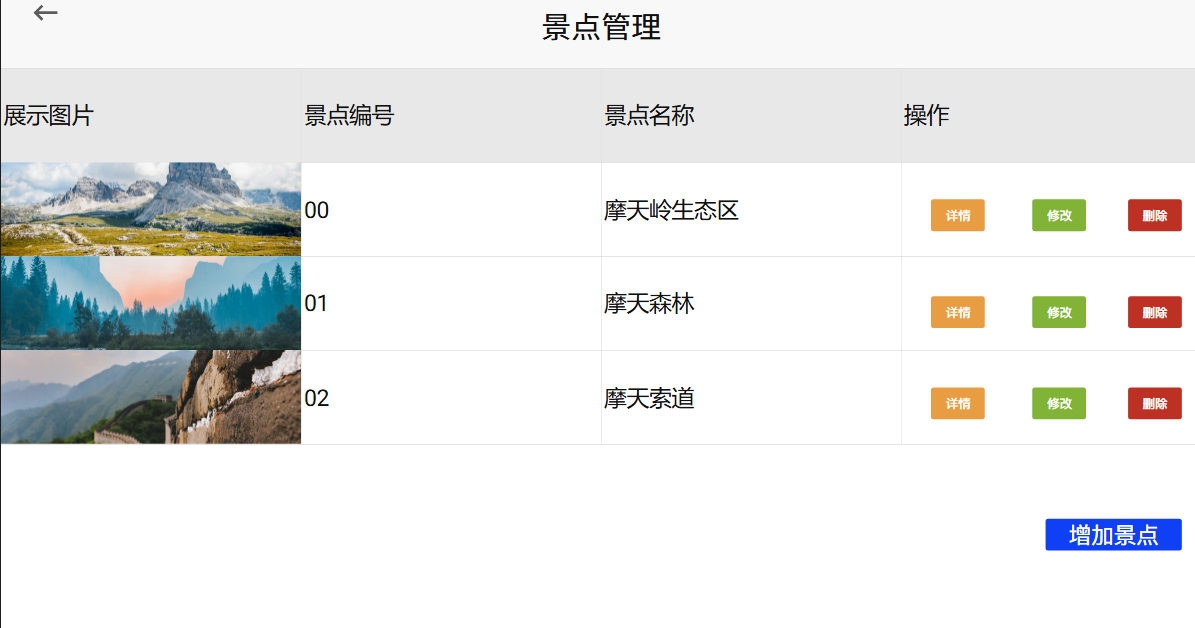 景点管理
展示图片 景点编号 景点名称 操作
00 摩天岭生态区 详情 修改 删除
01 摩天森林 详情 修改 删除
02 摩天索道 详情 修改 删除
增加景点